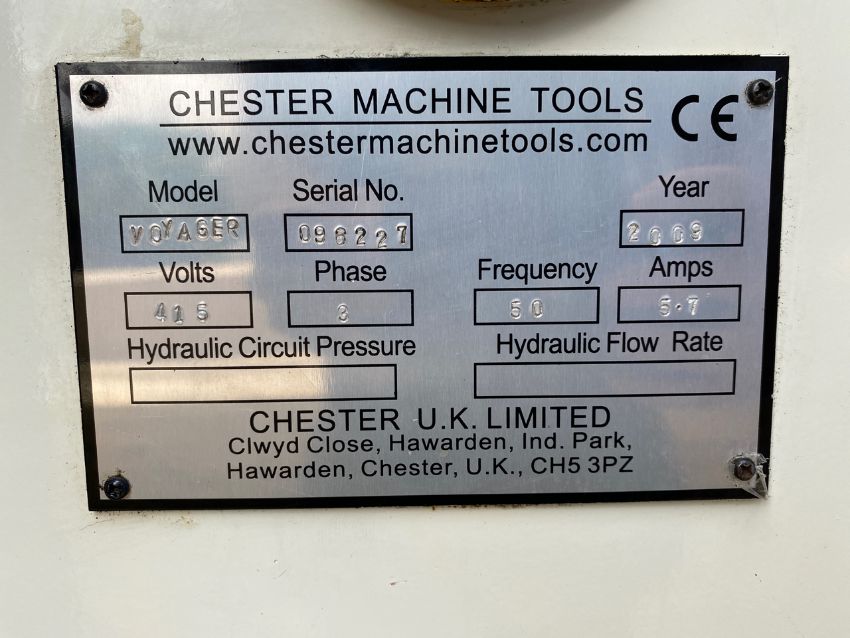 CHESTER MACHINE TOOLS CE
www.chestermachinetools.com
Model Serial No. Year
VOYAGER 096227 2009
Volts Phase Frequency Amps
415 3 50 5.7
Hydraulic Circuit Pressure Hydraulic Flow Rate
CHESTER U.K. LIMITED
Clwyd Close, Hawarden, Ind. Park,
Hawarden, Chester, U.K., CH5 3PZ